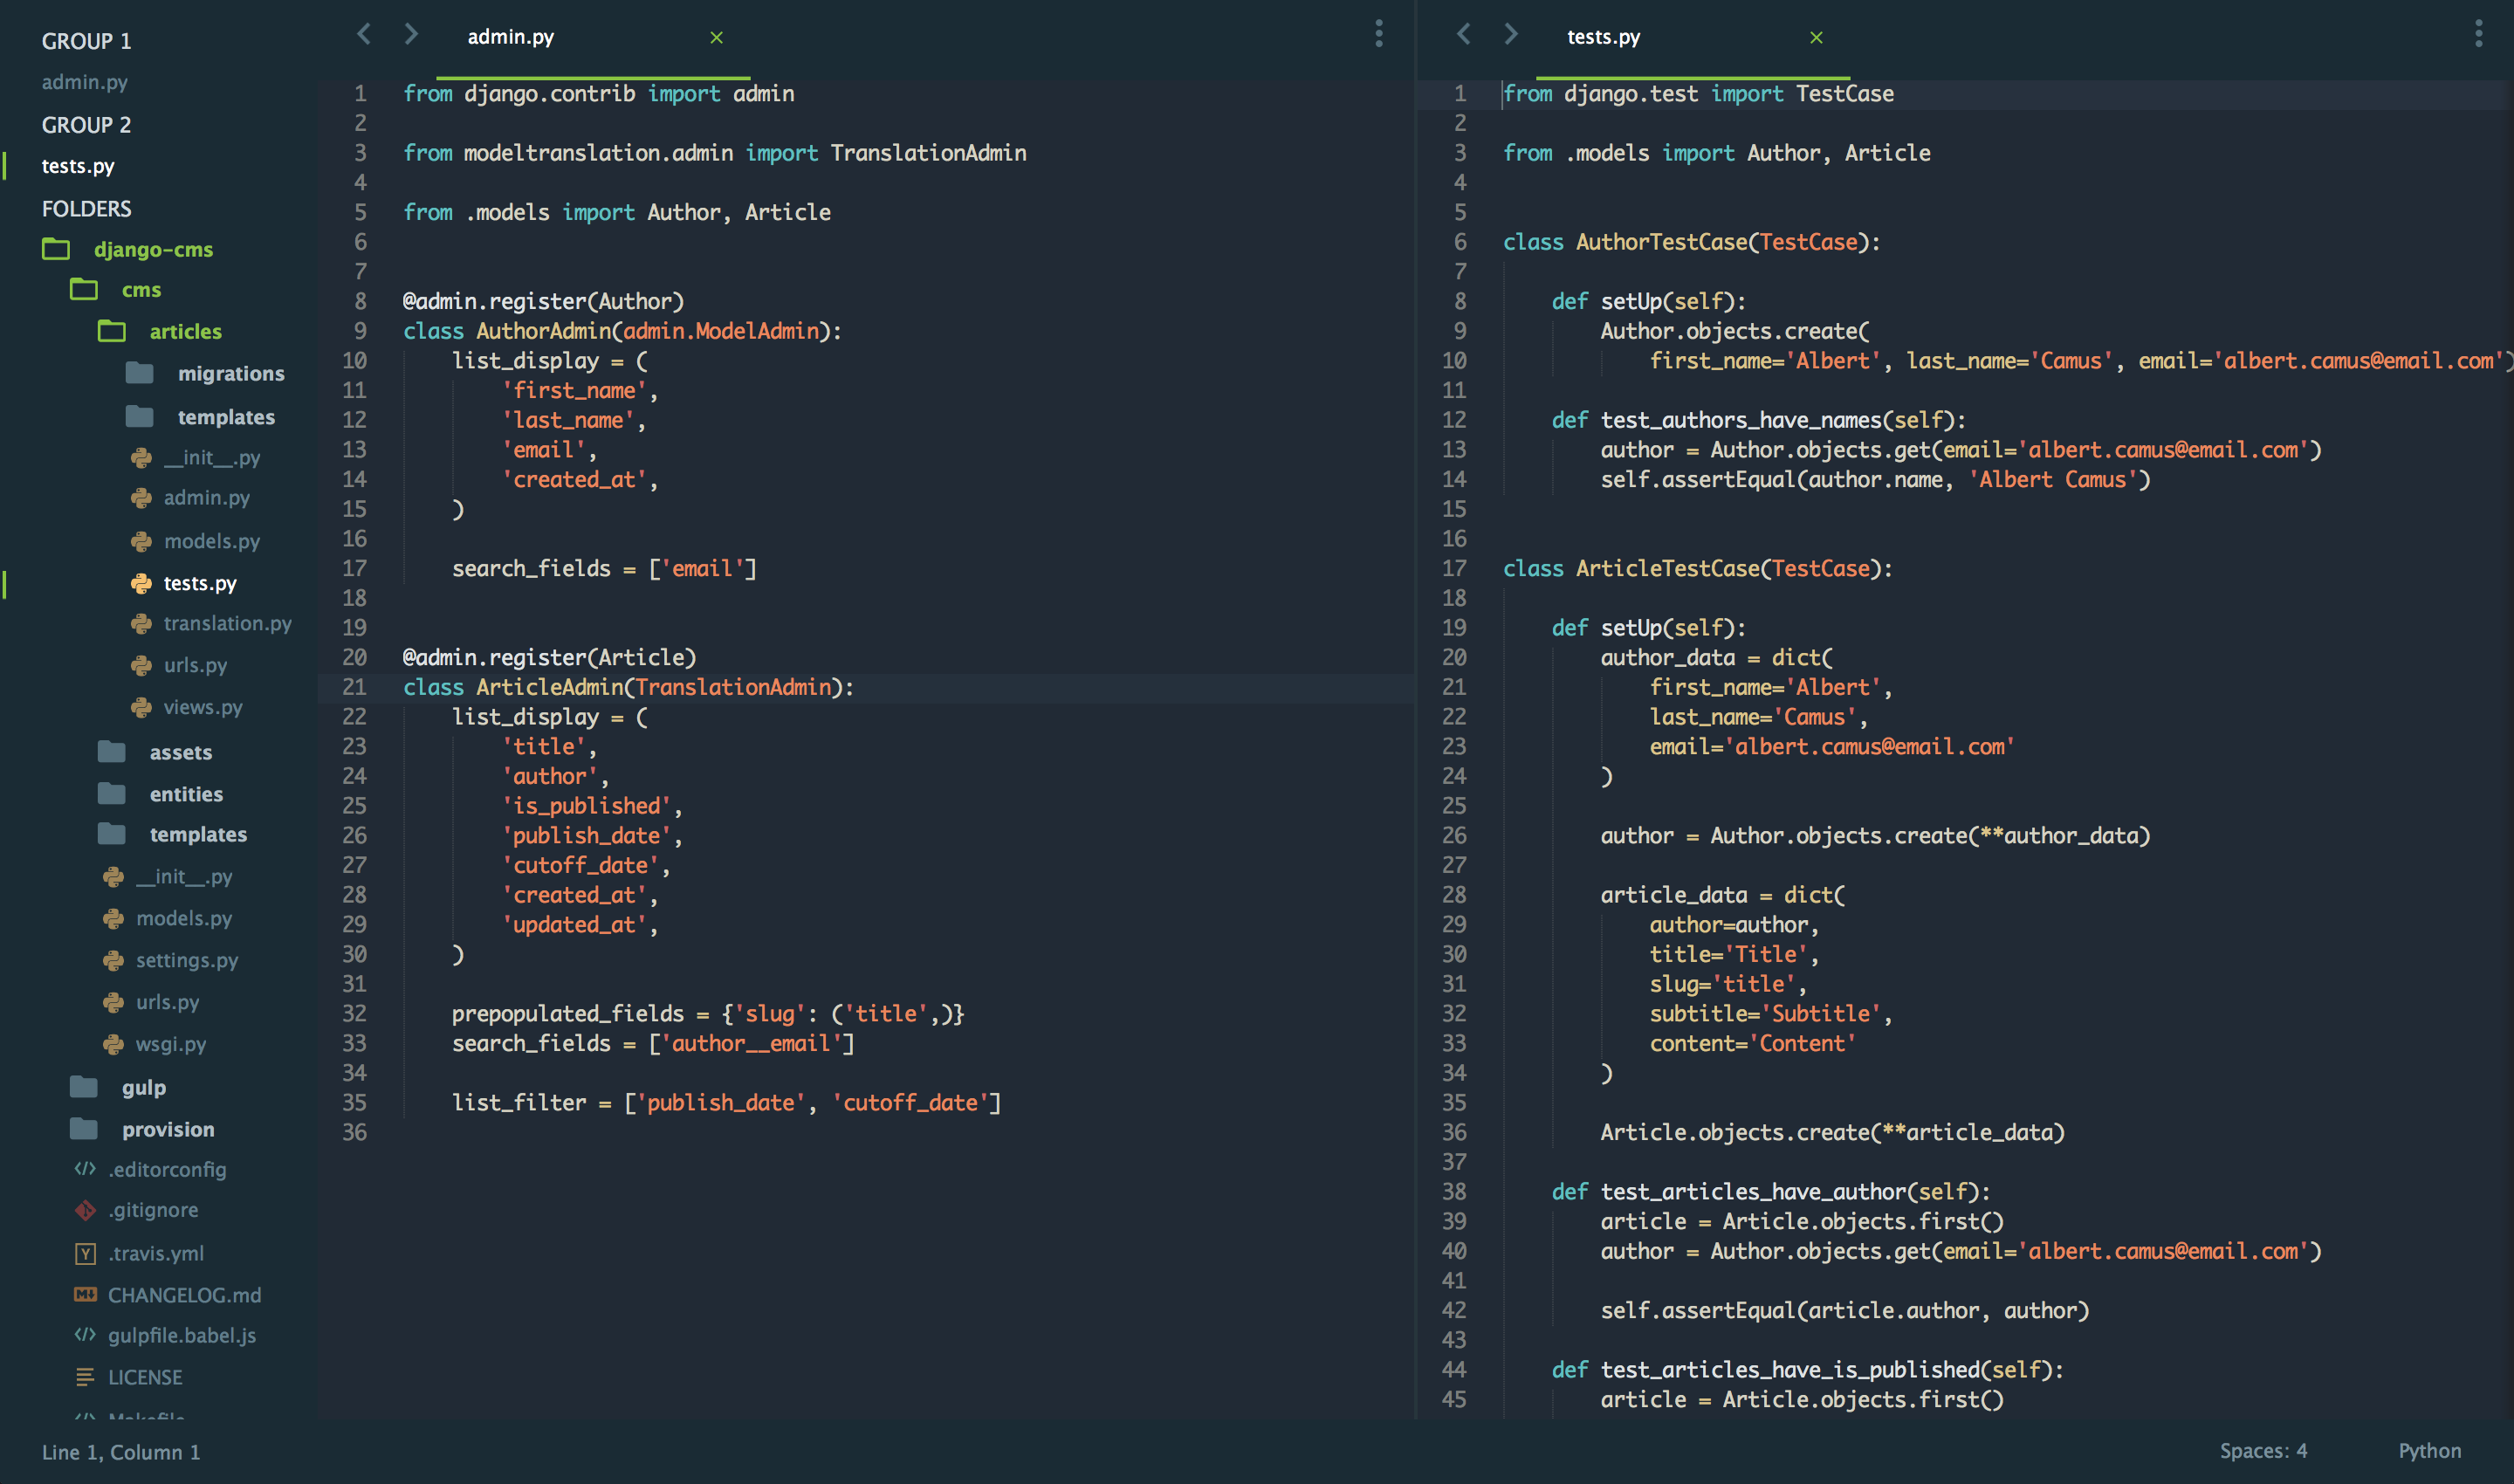 GROUP 1
admin.py
GROUP 2
tests.py
FOLDERS
django-cms
cms
articles
migrations
templates
__init__.py
admin.py
models.py
tests.py
translation.py
urls.py
views.py
assets
entities
templates
__init__.py
models.py
settings.py
urls.py
wsgi.py
gulp
provision
.editorconfig
.gitignore
.travis.yml
CHANGELOG.md
gulpfile.babel.js
LICENSE
Makefile
admin.py ×
1 from django.contrib import admin
2
3 from modeltranslation.admin import TranslationAdmin
4
5 from .models import Author, Article
6
7
8 @admin.register(Author)
9 class AuthorAdmin(admin.ModelAdmin):
10     list_display = (
11         'first_name',
12         'last_name',
13         'email',
14         'created_at',
15     )
16
17     search_fields = ['email']
18
19
20 @admin.register(Article)
21 class ArticleAdmin(TranslationAdmin):
22     list_display = (
23         'title',
24         'author',
25         'is_published',
26         'publish_date',
27         'cutoff_date',
28         'created_at',
29         'updated_at',
30     )
31
32     prepopulated_fields = {'slug': ('title',)}
33     search_fields = ['author__email']
34
35     list_filter = ['publish_date', 'cutoff_date']
36
tests.py ×
1 from django.test import TestCase
2
3 from .models import Author, Article
4
5
6 class AuthorTestCase(TestCase):
7
8     def setUp(self):
9         Author.objects.create(
10             first_name='Albert', last_name='Camus', email='albert.camus@email.com')
11
12     def test_authors_have_names(self):
13         author = Author.objects.get(email='albert.camus@email.com')
14         self.assertEqual(author.name, 'Albert Camus')
15
16
17 class ArticleTestCase(TestCase):
18
19     def setUp(self):
20         author_data = dict(
21             first_name='Albert',
22             last_name='Camus',
23             email='albert.camus@email.com'
24         )
25
26         author = Author.objects.create(**author_data)
27
28         article_data = dict(
29             author=author,
30             title='Title',
31             slug='title',
32             subtitle='Subtitle',
33             content='Content'
34         )
35
36         Article.objects.create(**article_data)
37
38     def test_articles_have_author(self):
39         article = Article.objects.first()
40         author = Author.objects.get(email='albert.camus@email.com')
41
42         self.assertEqual(article.author, author)
43
44     def test_articles_have_is_published(self):
45         article = Article.objects.first()
Line 1, Column 1
Spaces: 4
Python